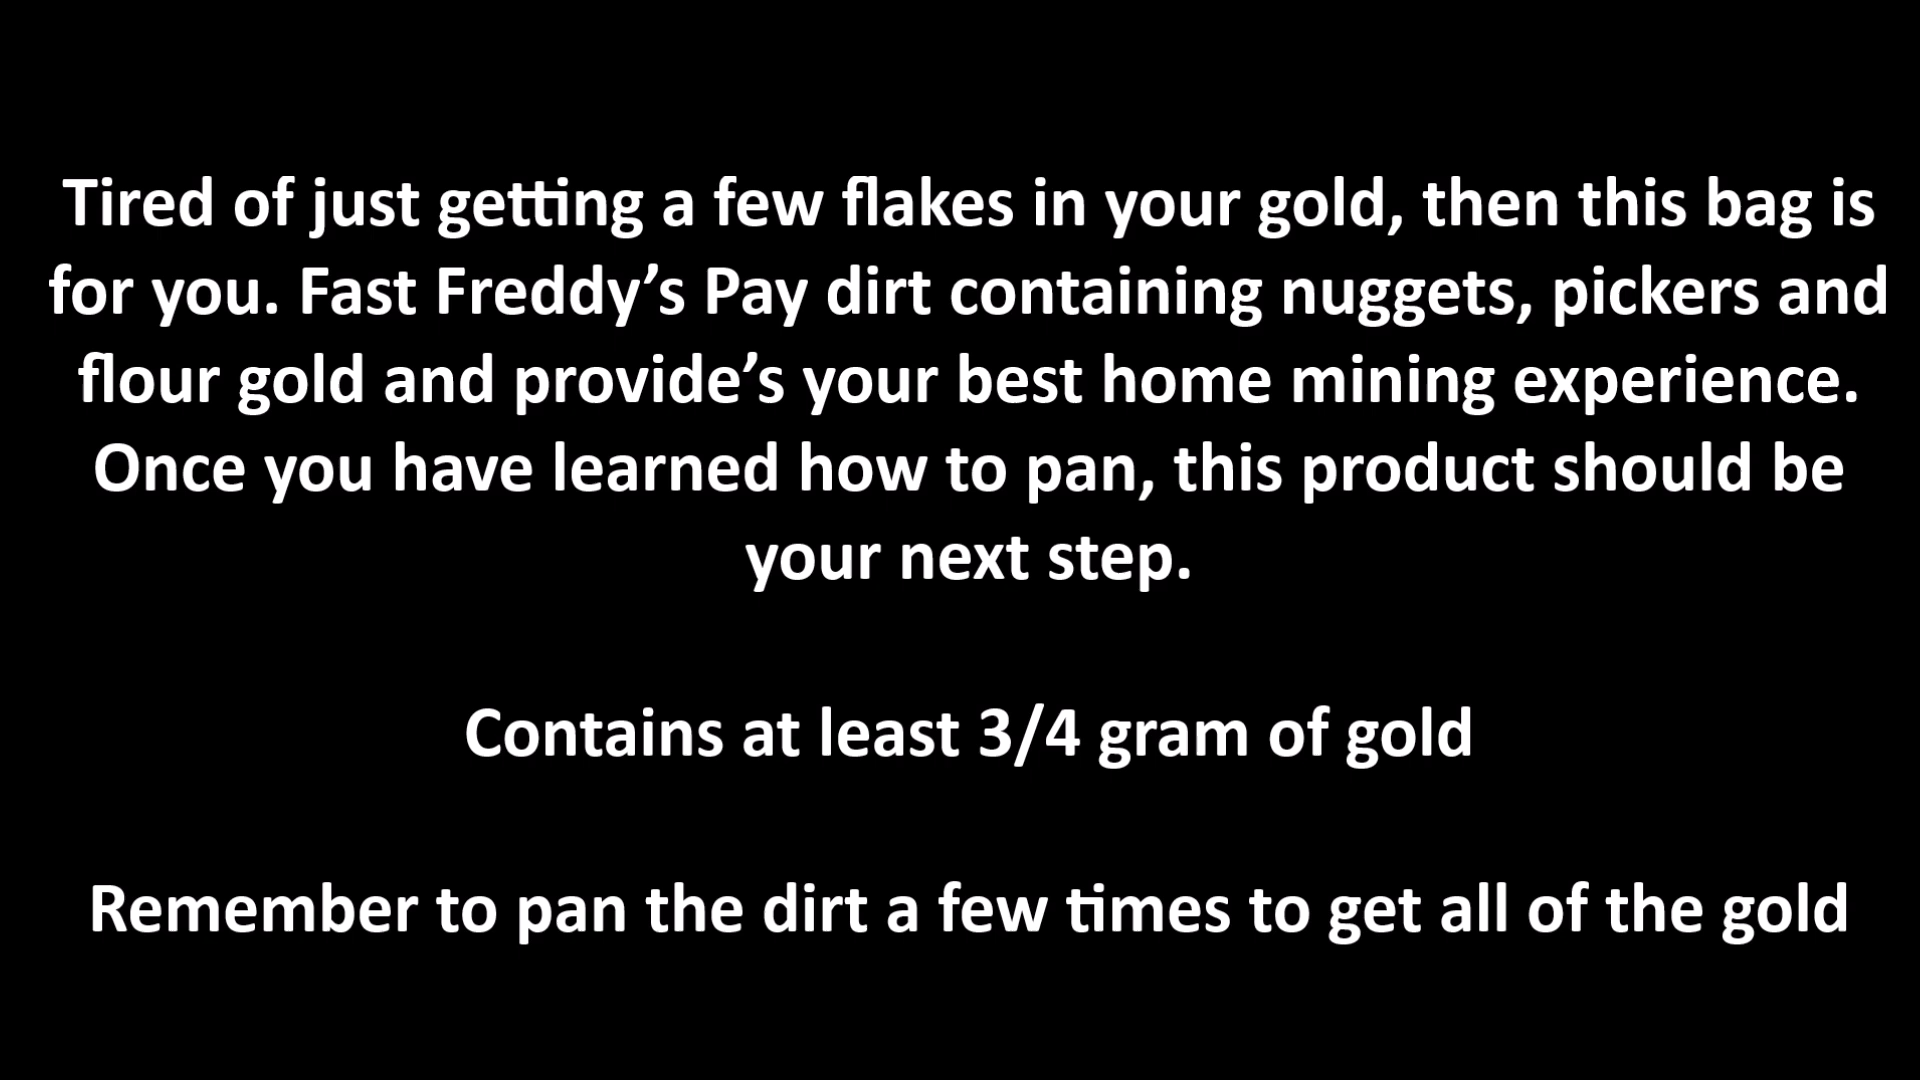 Tired of just getting a few flakes in your gold, then this bag is
for you. Fast Freddy’s Pay dirt containing nuggets, pickers and
flour gold and provide’s your best home mining experience.
Once you have learned how to pan, this product should be
your next step.
Contains at least 3/4 gram of gold
Remember to pan the dirt a few times to get all of the gold